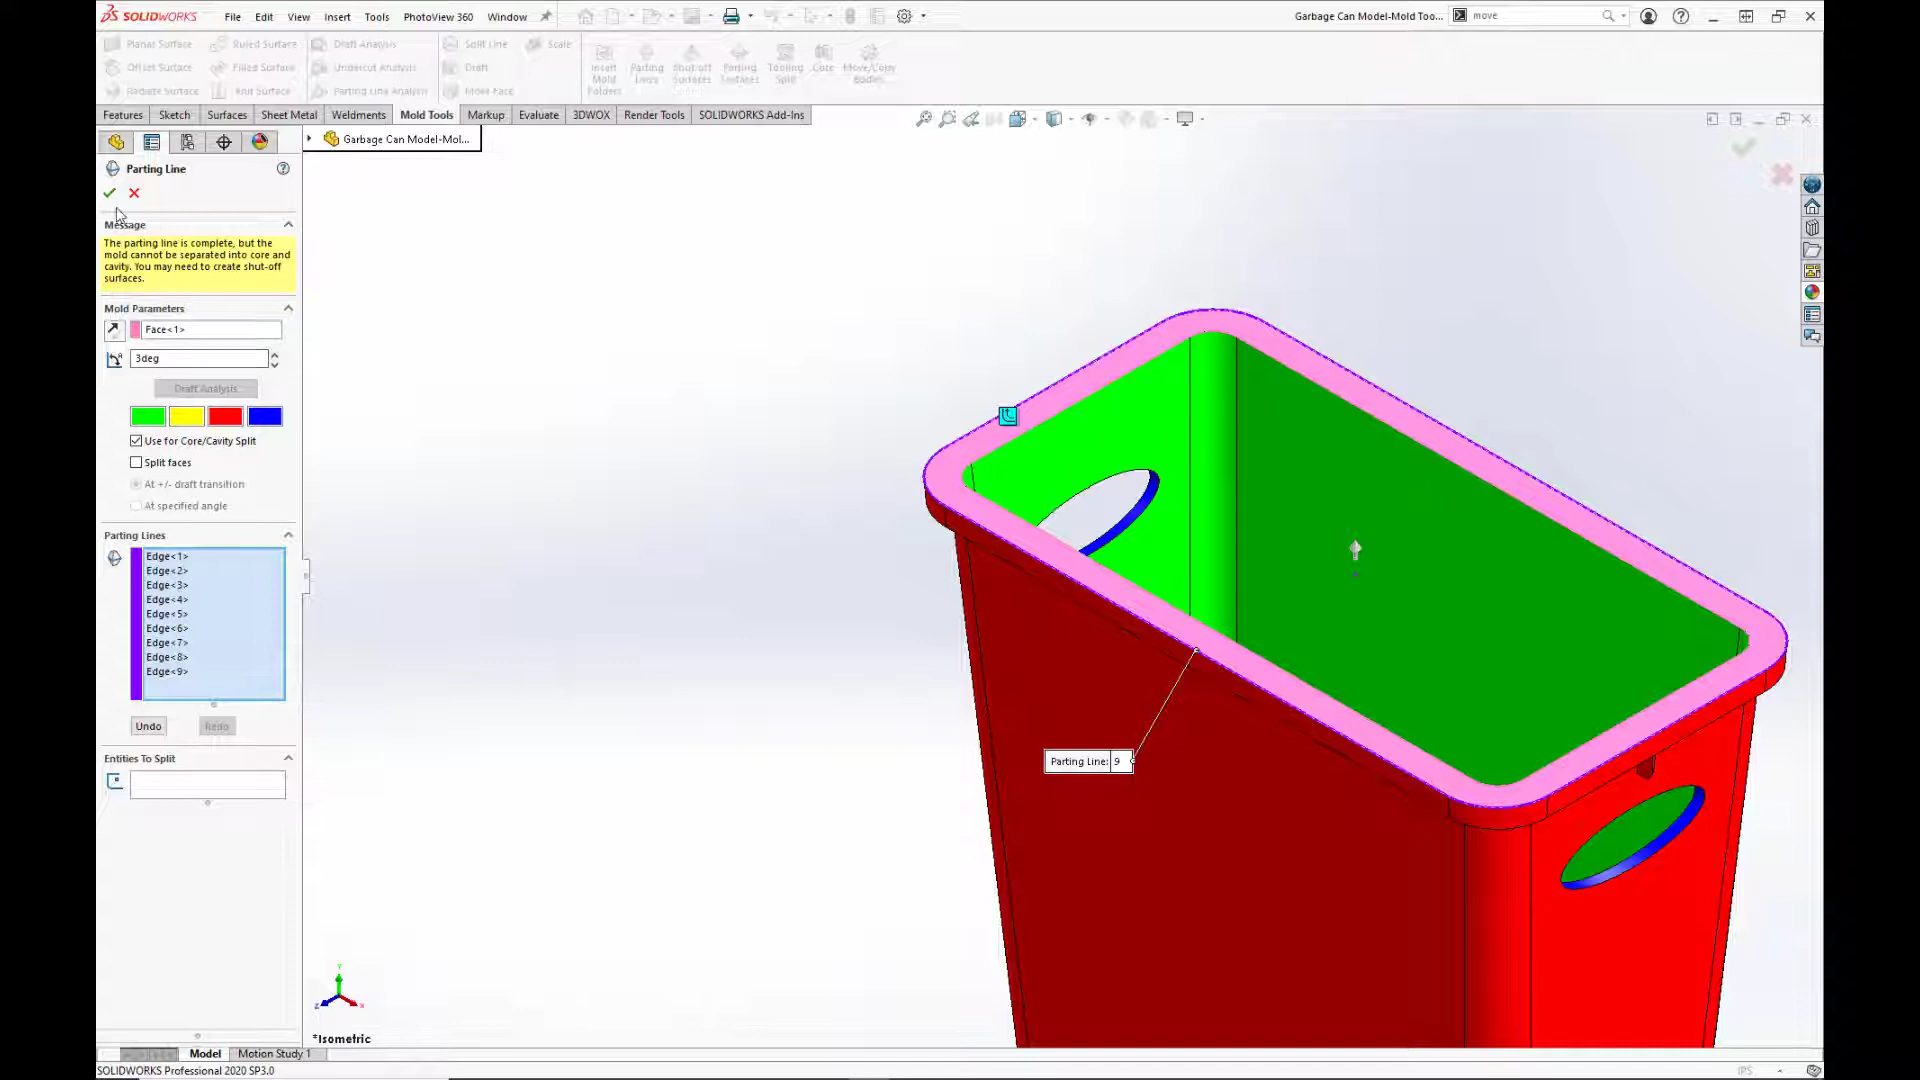 SOLIDWORKS File Edit View Insert Tools PhotoView 360 Window Garbage Can Model-Mold Too... move
Planar Surface Ruled Surface Draft Analysis Split Line Scale
Offset Surface Filled Surface Undercut Analysis Draft
Radiate Surface Knit Surface Parting Line Analysis Move Face
Insert Mold Folders
Parting Lines
Shut-off Surfaces
Parting Surfaces
Tooling Split
Core
Move/Copy Bodies
Features Sketch Surfaces Sheet Metal Weldments Mold Tools Markup Evaluate 3DWOX Render Tools SOLIDWORKS Add-Ins
Garbage Can Model-Mol...
Parting Line
Message
The parting line is complete, but the
mold cannot be separated into core and
cavity. You may need to create shut-off
surfaces.
Mold Parameters
Face<1>
3deg
Draft Analysis
Use for Core/Cavity Split
Split faces
At +/- draft transition
At specified angle
Parting Lines
Edge<1>
Edge<2>
Edge<3>
Edge<4>
Edge<5>
Edge<6>
Edge<7>
Edge<8>
Edge<9>
Undo Redo
Entities To Split
Parting Line: 9
Y
Z X
*Isometric
Model Motion Study 1
SOLIDWORKS Professional 2020 SP3.0
IPS